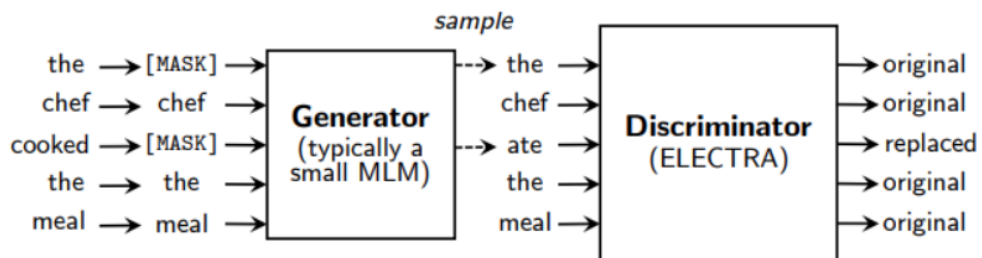 sample
the [MASK] the original
chef chef chef original
cooked [MASK] ate replaced
the the the original
meal meal meal original
Generator
(typically a
small MLM)
Discriminator
(ELECTRA)